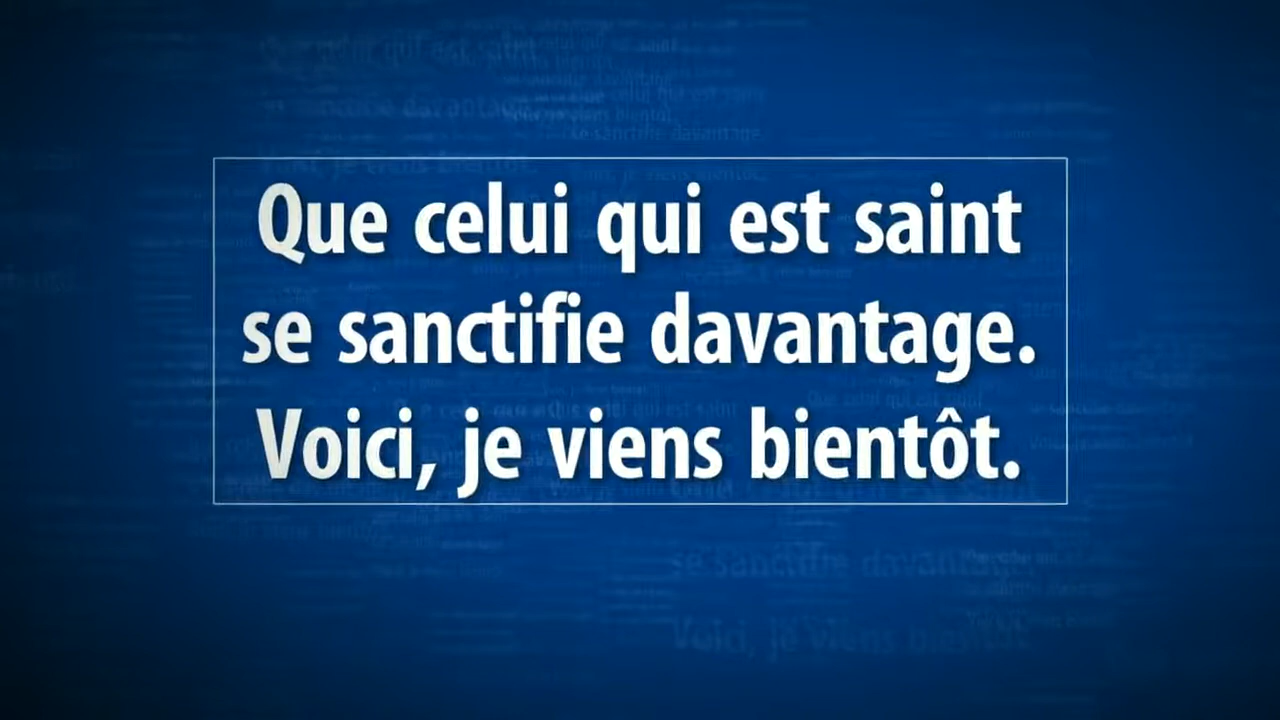 Que celui qui est saint
se sanctifie davantage.
Voici, je viens bientôt.